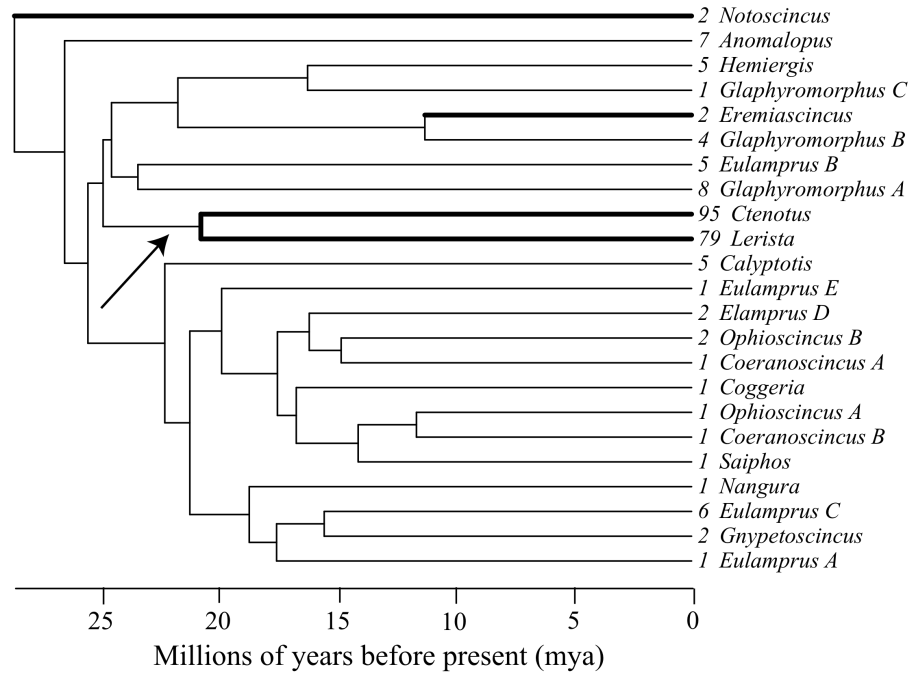 2 Notoscincus
7 Anomalopus
5 Hemiergis
1 Glaphyromorphus C
2 Eremiascincus
4 Glaphyromorphus B
5 Eulamprus B
8 Glaphyromorphus A
95 Ctenotus
79 Lerista
5 Calyptotis
1 Eulamprus E
2 Elamprus D
2 Ophioscincus B
1 Coeranoscincus A
1 Coggeria
1 Ophioscincus A
1 Coeranoscincus B
1 Saiphos
1 Nangura
6 Eulamprus C
2 Gnypetoscincus
1 Eulamprus A
25 20 15 10 5 0
Millions of years before present (mya)